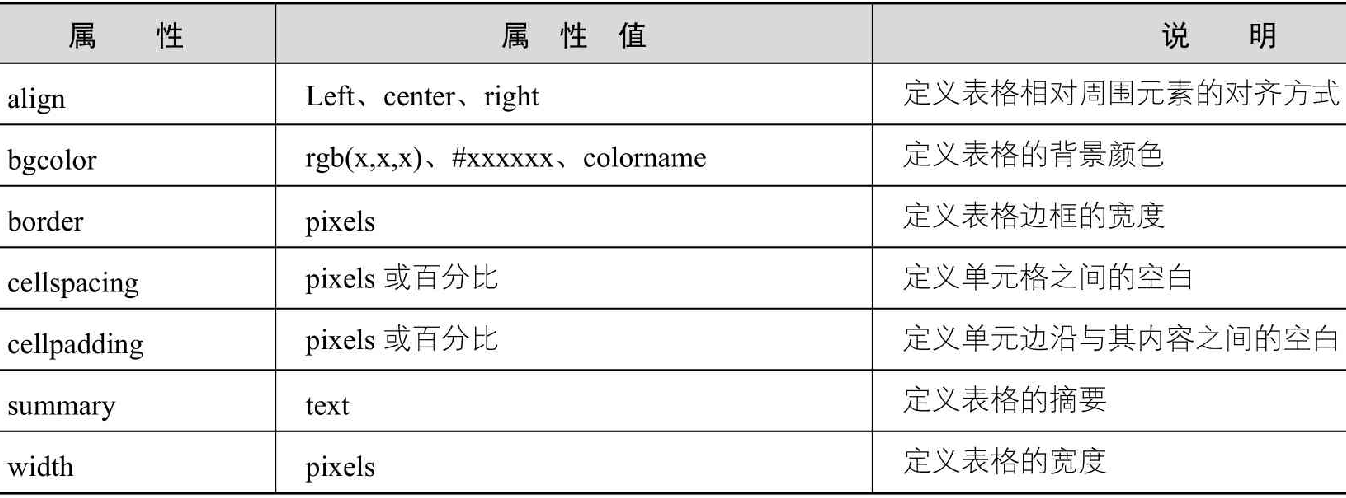 属 性 属 性 值 说 明
align Left、center、right 定义表格相对周围元素的对齐方式
bgcolor rgb(x,x,x)、#xxxxxx、colorname 定义表格的背景颜色
border pixels 定义表格边框的宽度
cellspacing pixels 或百分比 定义单元格之间的空白
cellpadding pixels 或百分比 定义单元边沿与其内容之间的空白
summary text 定义表格的摘要
width pixels 定义表格的宽度